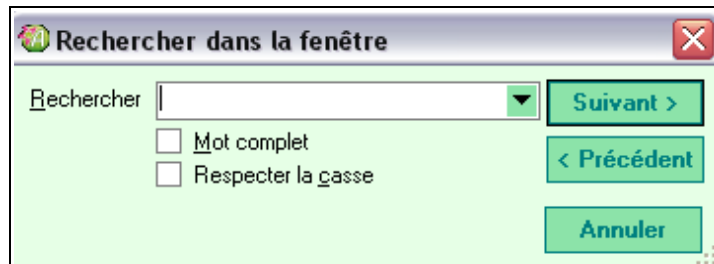 Rechercher dans la fenêtre
Rechercher
Suivant >
Mot complet
Respecter la casse
< Précédent
Annuler